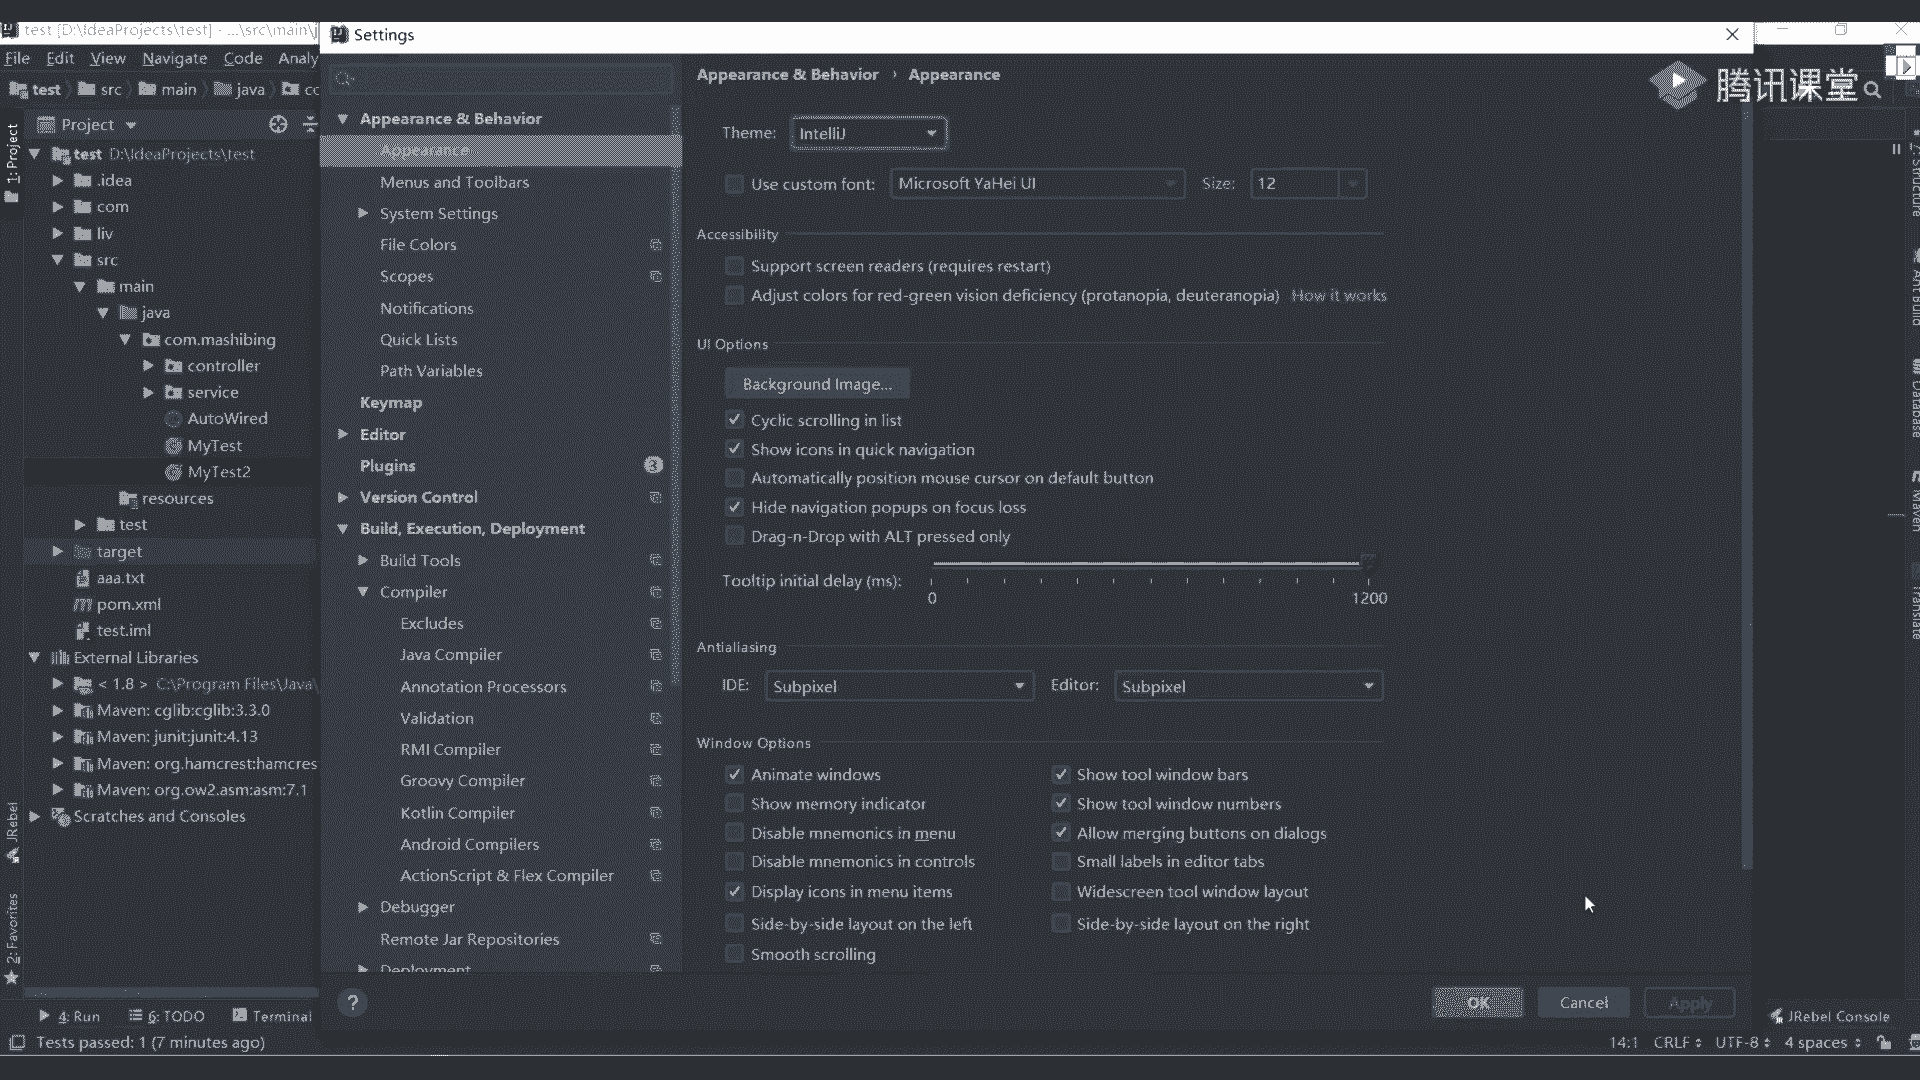 test [D:\IdeaProjects\test] - ...\src\main\j
Settings
File Edit View Navigate Code Analy
test src main java co
腾讯课堂
Project
1: Project
test D:\IdeaProjects\test
.idea
com
liv
src
main
java
com.mashibing
controller
service
AutoWired
MyTest
MyTest2
resources
test
target
aaa.txt
pom.xml
test.iml
External Libraries
< 1.8 > C:\Program Files\Java\
Maven: cglib:cglib:3.3.0
Maven: junit:junit:4.13
Maven: org.hamcrest:hamcres
Maven: org.ow2.asm:asm:7.1
Scratches and Consoles
JRebel
2: Favorites
Appearance & Behavior
Appearance
Menus and Toolbars
System Settings
File Colors
Scopes
Notifications
Quick Lists
Path Variables
Keymap
Editor
Plugins 3
Version Control
Build, Execution, Deployment
Build Tools
Compiler
Excludes
Java Compiler
Annotation Processors
Validation
RMI Compiler
Groovy Compiler
Kotlin Compiler
Android Compilers
ActionScript & Flex Compiler
Debugger
Remote Jar Repositories
Deployment
Appearance & Behavior › Appearance
Theme: IntelliJ
Use custom font: Microsoft YaHei UI Size: 12
Accessibility
Support screen readers (requires restart)
Adjust colors for red-green vision deficiency (protanopia, deuteranopia) How it works
UI Options
Background Image...
Cyclic scrolling in list
Show icons in quick navigation
Automatically position mouse cursor on default button
Hide navigation popups on focus loss
Drag-n-Drop with ALT pressed only
Tooltip initial delay (ms):
0 1200
Antialiasing
IDE: Subpixel Editor: Subpixel
Window Options
Animate windows Show tool window bars
Show memory indicator Show tool window numbers
Disable mnemonics in menu Allow merging buttons on dialogs
Disable mnemonics in controls Small labels in editor tabs
Display icons in menu items Widescreen tool window layout
Side-by-side layout on the left Side-by-side layout on the right
Smooth scrolling
? OK Cancel Apply
Structure
Ant Build
Database
Maven
Translate
4: Run 6: TODO Terminal JRebel Console
Tests passed: 1 (7 minutes ago) 14:1 CRLF UTF-8 4 spaces